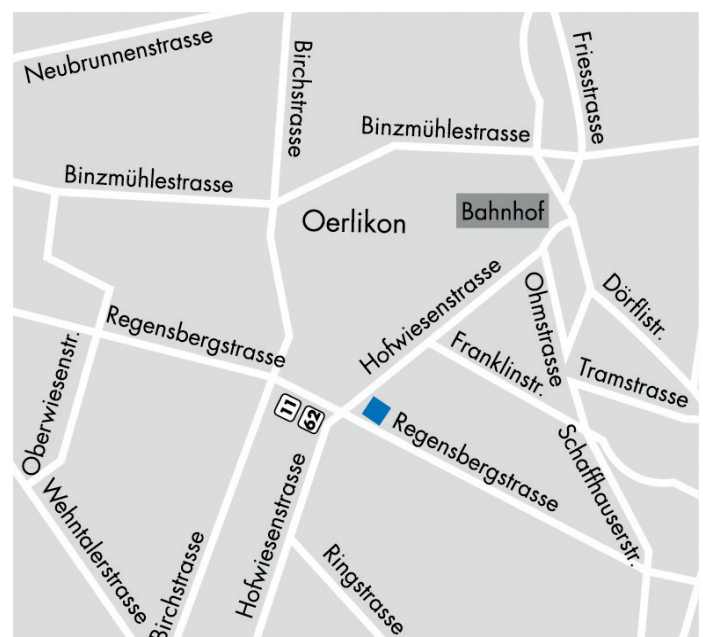 Neubrunnenstrasse
Birchstrasse
Friesstrasse
Binzmühlestrasse
Binzmühlestrasse
Bahnhof
Oerlikon
Hofwiesenstrasse
Ohmstrasse
Dörflistr.
Regensbergstrasse
Franklinstr.
Tramstrasse
Oberwiesenstr.
11
62
Regensbergstrasse
Schaffhauserstr.
Wehntalerstrasse
Birchstrasse
Hofwiesenstrasse
Ringstrasse